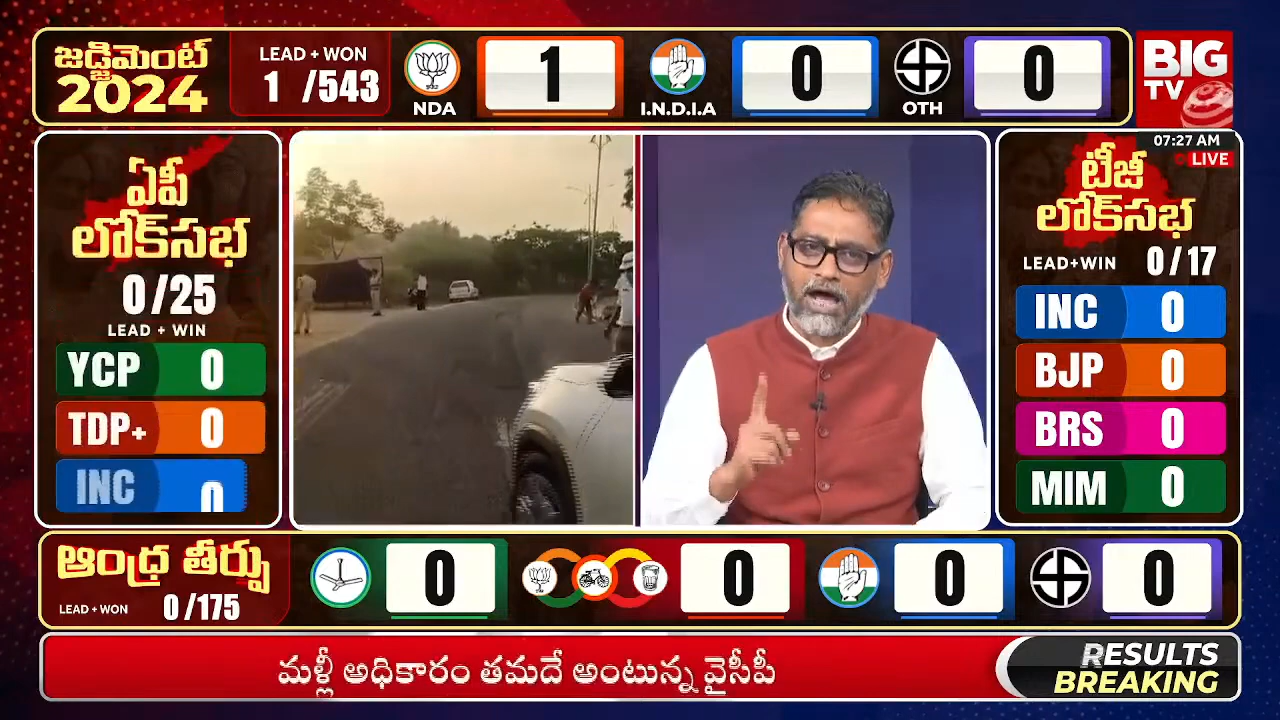 జడ్జిమెంట్
2024
LEAD + WON
1 /543
NDA
1
I.N.D.I.A
0
OTH
0
BIG
TV
07:27 AM
LIVE
ఏపీ
లోక్‌సభ
0/25
LEAD + WIN
YCP 0
TDP+ 0
INC 0
టీజీ
లోక్‌సభ
LEAD+WIN 0/17
INC 0
BJP 0
BRS 0
MIM 0
ఆంధ్ర తీర్పు
LEAD + WON 0/175
0
0
0
0
మళ్లీ అధికారం తమదే అంటున్న వైసీపీ
RESULTS
BREAKING